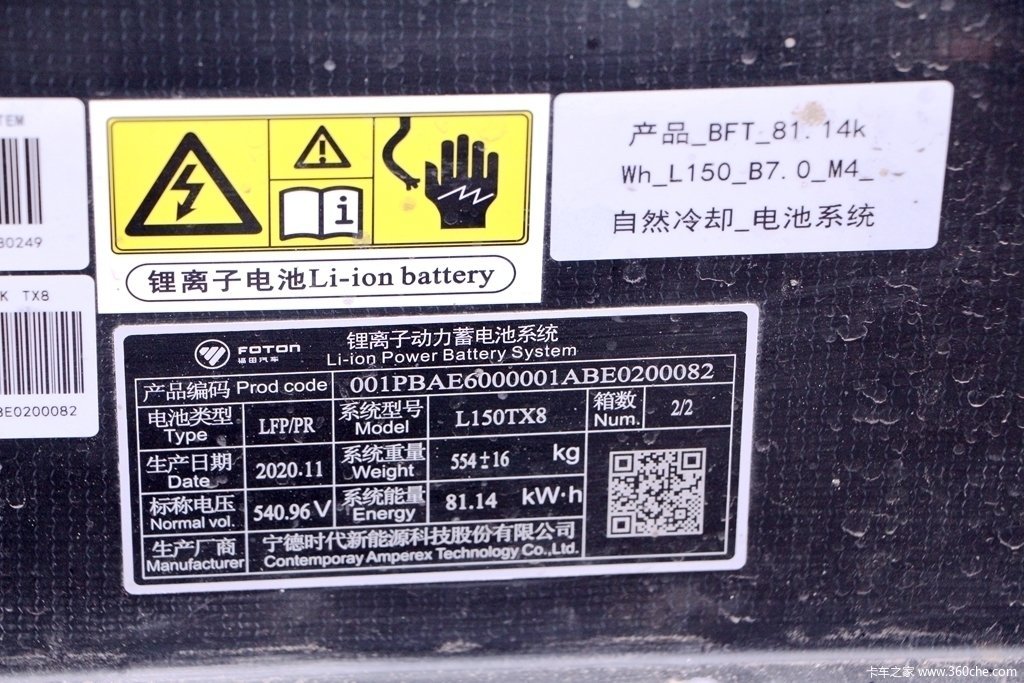 TEM
80249
K TX8
BE0200082
锂离子电池Li-ion battery
产品_BFT_81.14k
Wh_L150_B7.0_M4_
自然冷却_电池系统
FOTON
福田汽车
锂离子动力蓄电池系统
Li-ion Power Battery System
产品编码 Prod code 001PBAE6000001ABE0200082
电池类型 Type LFP/PR 系统型号 Model L150TX8 箱数 Num. 2/2
生产日期 Date 2020.11 系统重量 Weight 554±16 kg
标称电压 Normal vol. 540.96 V 系统能量 Energy 81.14 kW·h
生产厂商 Manufacturer 宁德时代新能源科技股份有限公司
Contemporay Amperex Technology Co.,Ltd.
卡车之家 www.360che.com